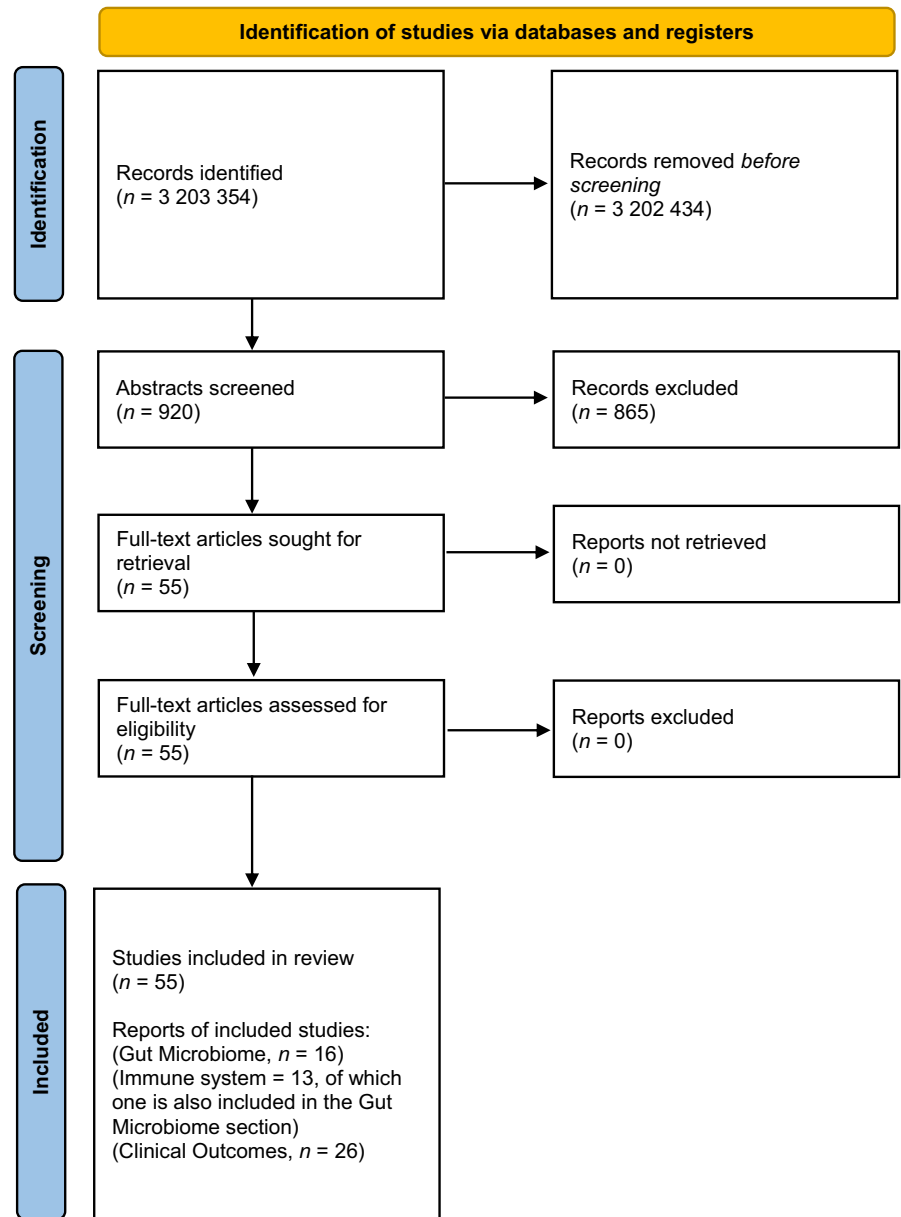 Identification of studies via databases and registers
Identification
Records identified
(n = 3 203 354)
Records removed before
screening
(n = 3 202 434)
Screening
Abstracts screened
(n = 920)
Records excluded
(n = 865)
Full-text articles sought for
retrieval
(n = 55)
Reports not retrieved
(n = 0)
Full-text articles assessed for
eligibility
(n = 55)
Reports excluded
(n = 0)
Included
Studies included in review
(n = 55)
Reports of included studies:
(Gut Microbiome, n = 16)
(Immune system = 13, of which
one is also included in the Gut
Microbiome section)
(Clinical Outcomes, n = 26)